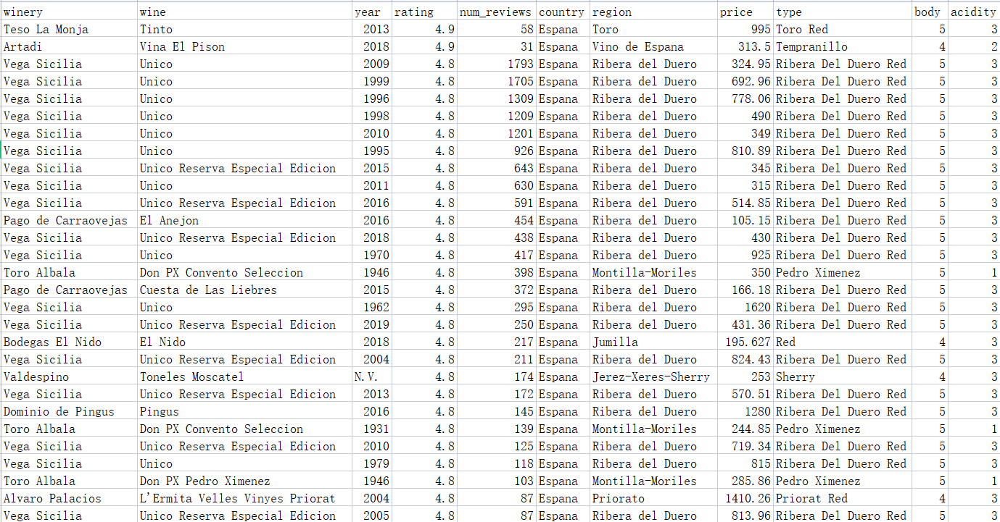 winery wine year rating num_reviews country region price type body acidity
Teso La Monja Tinto 2013 4.9 58 Espana Toro 995 Toro Red 5 3
Artadi Vina El Pison 2018 4.9 31 Espana Vino de Espana 313.5 Tempranillo 4 2
Vega Sicilia Unico 2009 4.8 1793 Espana Ribera del Duero 324.95 Ribera Del Duero Red 5 3
Vega Sicilia Unico 1999 4.8 1705 Espana Ribera del Duero 692.96 Ribera Del Duero Red 5 3
Vega Sicilia Unico 1996 4.8 1309 Espana Ribera del Duero 778.06 Ribera Del Duero Red 5 3
Vega Sicilia Unico 1998 4.8 1209 Espana Ribera del Duero 490 Ribera Del Duero Red 5 3
Vega Sicilia Unico 2010 4.8 1201 Espana Ribera del Duero 349 Ribera Del Duero Red 5 3
Vega Sicilia Unico 1995 4.8 926 Espana Ribera del Duero 810.89 Ribera Del Duero Red 5 3
Vega Sicilia Unico Reserva Especial Edicion 2015 4.8 643 Espana Ribera del Duero 345 Ribera Del Duero Red 5 3
Vega Sicilia Unico 2011 4.8 630 Espana Ribera del Duero 315 Ribera Del Duero Red 5 3
Vega Sicilia Unico Reserva Especial Edicion 2016 4.8 591 Espana Ribera del Duero 514.85 Ribera Del Duero Red 5 3
Pago de Carraovejas El Anejon 2016 4.8 454 Espana Ribera del Duero 105.15 Ribera Del Duero Red 5 3
Vega Sicilia Unico Reserva Especial Edicion 2018 4.8 438 Espana Ribera del Duero 430 Ribera Del Duero Red 5 3
Vega Sicilia Unico 1970 4.8 417 Espana Ribera del Duero 925 Ribera Del Duero Red 5 3
Toro Albala Don PX Convento Seleccion 1946 4.8 398 Espana Montilla-Moriles 350 Pedro Ximenez 5 1
Pago de Carraovejas Cuesta de Las Liebres 2015 4.8 372 Espana Ribera del Duero 166.18 Ribera Del Duero Red 5 3
Vega Sicilia Unico 1962 4.8 295 Espana Ribera del Duero 1620 Ribera Del Duero Red 5 3
Vega Sicilia Unico Reserva Especial Edicion 2019 4.8 250 Espana Ribera del Duero 431.36 Ribera Del Duero Red 5 3
Bodegas El Nido El Nido 2018 4.8 217 Espana Jumilla 195.627 Red 4 3
Vega Sicilia Unico Reserva Especial Edicion 2004 4.8 211 Espana Ribera del Duero 824.43 Ribera Del Duero Red 5 3
Valdespino Toneles Moscatel N.V. 4.8 174 Espana Jerez-Xeres-Sherry 253 Sherry 4 3
Vega Sicilia Unico Reserva Especial Edicion 2013 4.8 172 Espana Ribera del Duero 570.51 Ribera Del Duero Red 5 3
Dominio de Pingus Pingus 2016 4.8 145 Espana Ribera del Duero 1280 Ribera Del Duero Red 5 3
Toro Albala Don PX Convento Seleccion 1931 4.8 139 Espana Montilla-Moriles 244.85 Pedro Ximenez 5 1
Vega Sicilia Unico Reserva Especial Edicion 2010 4.8 125 Espana Ribera del Duero 719.34 Ribera Del Duero Red 5 3
Vega Sicilia Unico 1979 4.8 118 Espana Ribera del Duero 815 Ribera Del Duero Red 5 3
Toro Albala Don PX Pedro Ximenez 1946 4.8 103 Espana Montilla-Moriles 285.86 Pedro Ximenez 5 1
Alvaro Palacios L'Ermita Velles Vinyes Priorat 2004 4.8 87 Espana Priorato 1410.26 Priorat Red 4 3
Vega Sicilia Unico Reserva Especial Edicion 2005 4.8 87 Espana Ribera del Duero 813.96 Ribera Del Duero Red 5 3